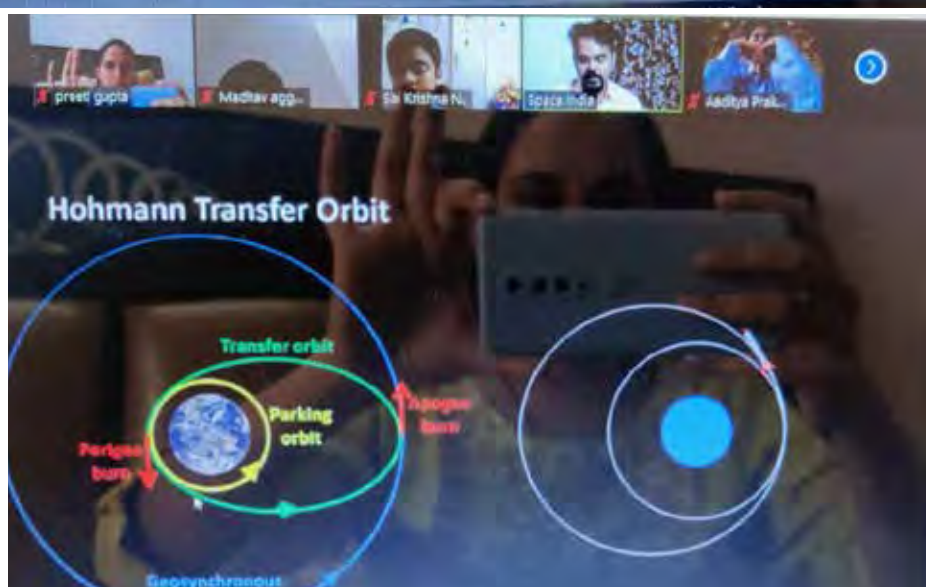 preeti gupta
Madhav agg...
Sai Krishna N.
Space India
Aaditya Prak...
Hohmann Transfer Orbit
Transfer orbit
Parking
orbit
Apogee
burn
Perigee
burn
Geosynchronous